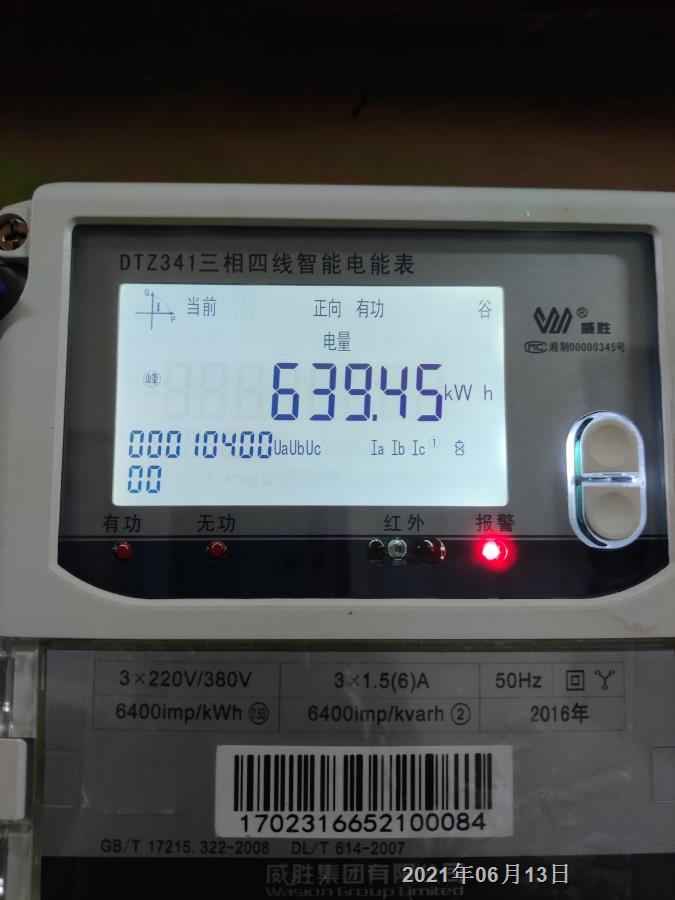 DTZ341三相四线智能电能表
Q I P 当前 正向 有功 谷
电量
威胜®
MC 湘制00000345号
峰 639.45 kW h
00010400 UaUbUc Ia Ib Ic ①
00
有功 无功 红外 报警
3×220V/380V 3×1.5(6)A 50Hz
6400imp/kWh 6400imp/kvarh ② 2016年
1702316652100084
GB/T 17215.322-2008 DL/T 614-2007
威胜集团有限公司
Wasion Group Limited
2021年06月13日